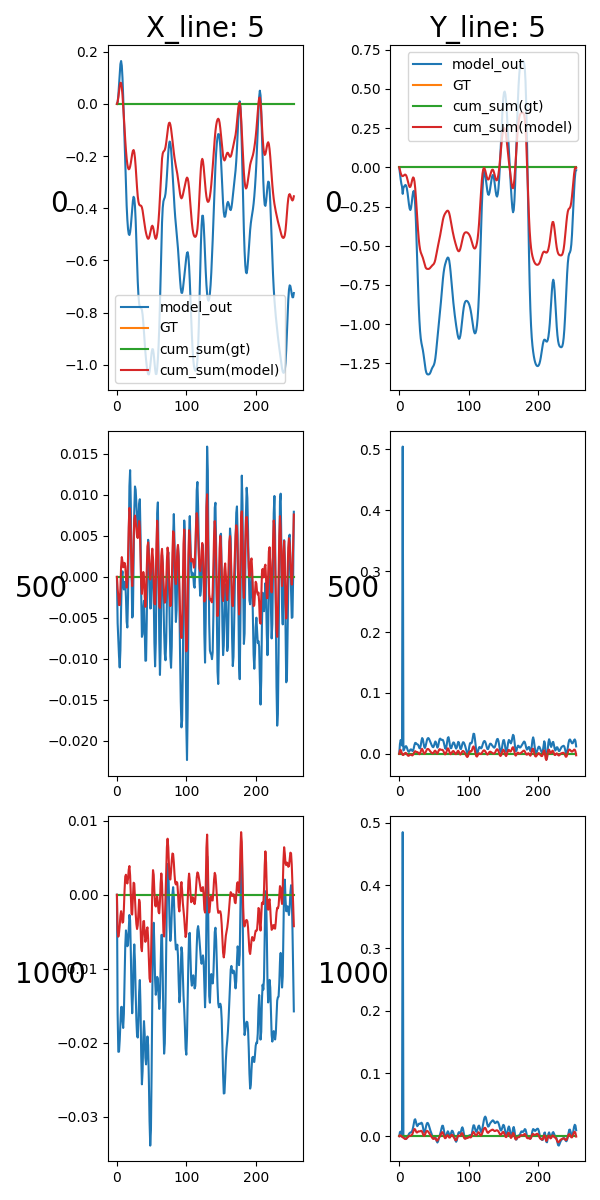 X_line: 5
Y_line: 5
0.2
0.0
−0.2
−0.4
−0.6
−0.8
−1.0
0
0 100 200
model_out
GT
cum_sum(gt)
cum_sum(model)
0.75
0.50
0.25
0.00
−0.25
−0.50
−0.75
−1.00
−1.25
0
0 100 200
model_out
GT
cum_sum(gt)
cum_sum(model)
0.015
0.010
0.005
0.000
−0.005
−0.010
−0.015
−0.020
500
0 100 200
0.5
0.4
0.3
0.2
0.1
0.0
500
0 100 200
0.01
0.00
−0.01
−0.02
−0.03
1000
0 100 200
0.5
0.4
0.3
0.2
0.1
0.0
1000
0 100 200